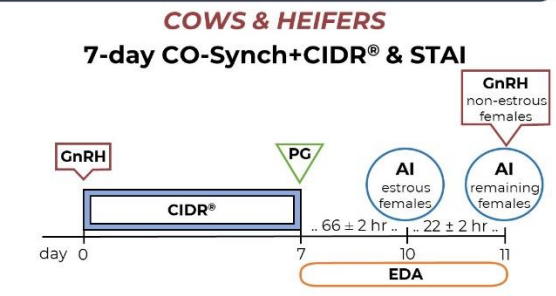 COWS & HEIFERS
7-day CO-Synch+CIDR® & STAI
GnRH
non-estrous
females
GnRH
PG
AI
estrous
females
AI
remaining
females
CIDR®
.. 66 ± 2 hr .. .. 22 ± 2 hr ..
day 0 7 10 11
EDA